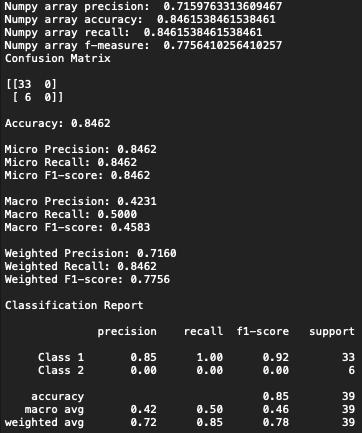 Numpy array precision:  0.7159763313609467
Numpy array accuracy:  0.8461538461538461
Numpy array recall:  0.8461538461538461
Numpy array f-measure:  0.7756410256410257
Confusion Matrix
[[33  0]
 [ 6  0]]
Accuracy: 0.8462
Micro Precision: 0.8462
Micro Recall: 0.8462
Micro F1-score: 0.8462
Macro Precision: 0.4231
Macro Recall: 0.5000
Macro F1-score: 0.4583
Weighted Precision: 0.7160
Weighted Recall: 0.8462
Weighted F1-score: 0.7756
Classification Report
precision recall f1-score support
Class 1 0.85 1.00 0.92 33
Class 2 0.00 0.00 0.00 6
accuracy 0.85 39
macro avg 0.42 0.50 0.46 39
weighted avg 0.72 0.85 0.78 39